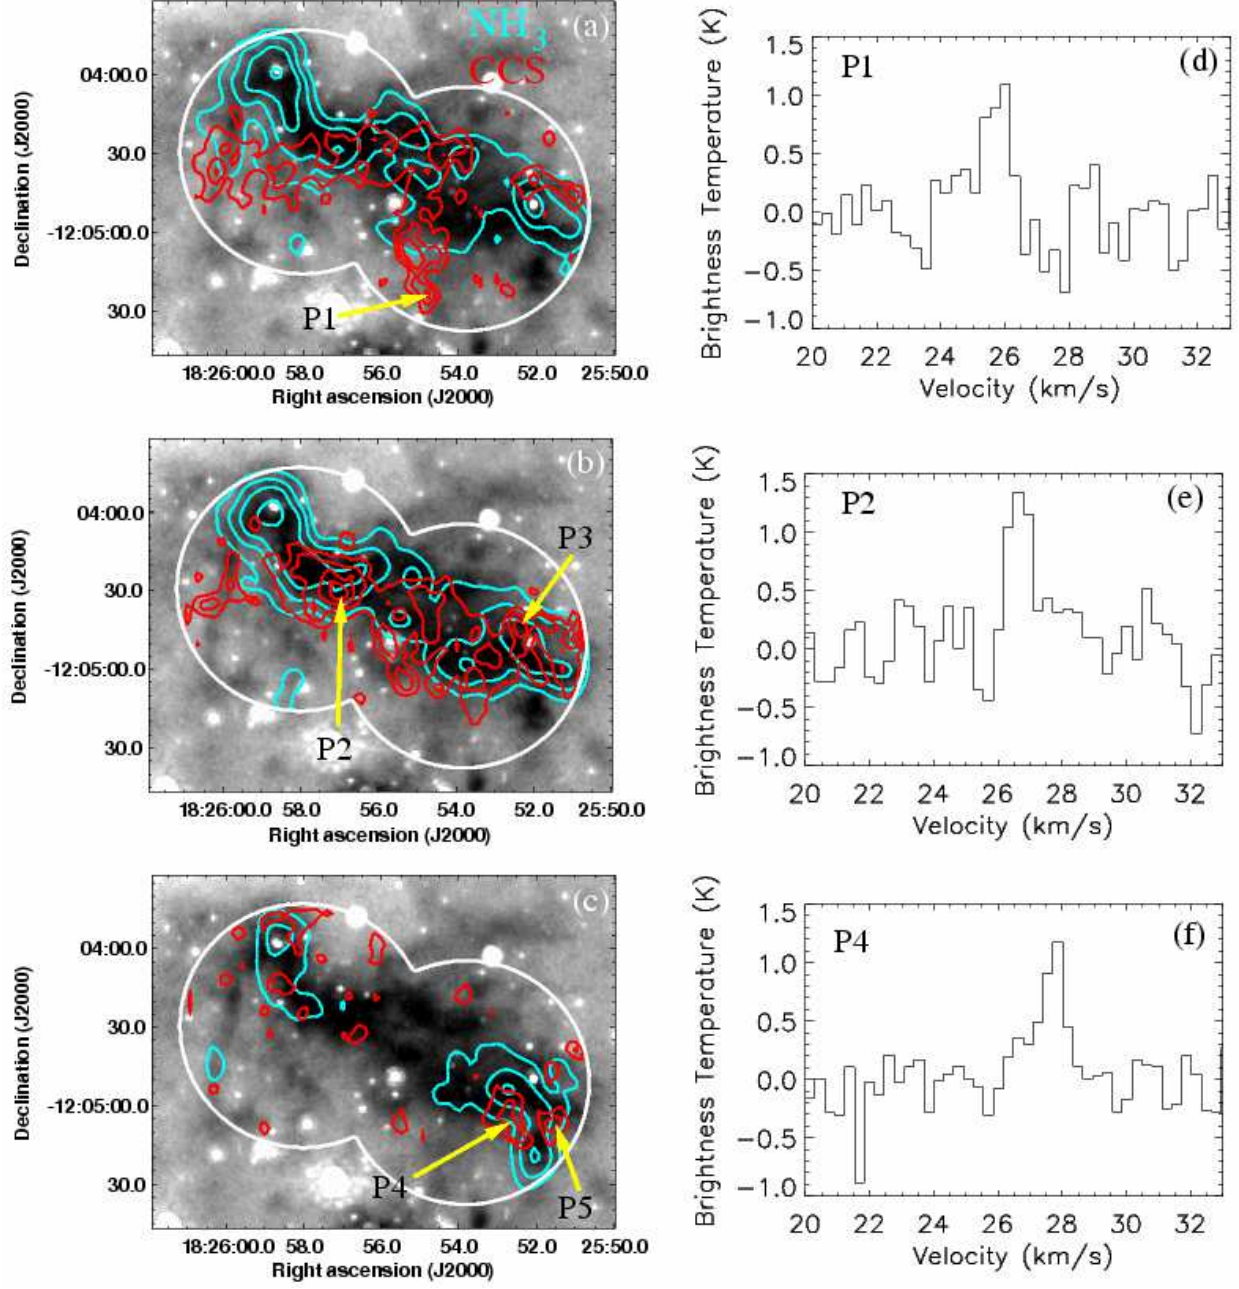 (a)
NH3
CCS
P1
04:00.0
30.0
-12:05:00.0
30.0
Declination (J2000)
18:26:00.0 58.0 56.0 54.0 52.0 25:50.0
Right ascension (J2000)
P1 (d)
1.5
1.0
0.5
0.0
−0.5
−1.0
Brightness Temperature (K)
20 22 24 26 28 30 32
Velocity (km/s)
(b)
P3
P2
04:00.0
30.0
-12:05:00.0
30.0
Declination (J2000)
18:26:00.0 58.0 56.0 54.0 52.0 25:50.0
Right ascension (J2000)
P2 (e)
1.5
1.0
0.5
0.0
−0.5
−1.0
Brightness Temperature (K)
20 22 24 26 28 30 32
Velocity (km/s)
(c)
P4
P5
04:00.0
30.0
-12:05:00.0
30.0
Declination (J2000)
18:26:00.0 58.0 56.0 54.0 52.0 25:50.0
Right ascension (J2000)
P4 (f)
1.5
1.0
0.5
0.0
−0.5
−1.0
Brightness Temperature (K)
20 22 24 26 28 30 32
Velocity (km/s)